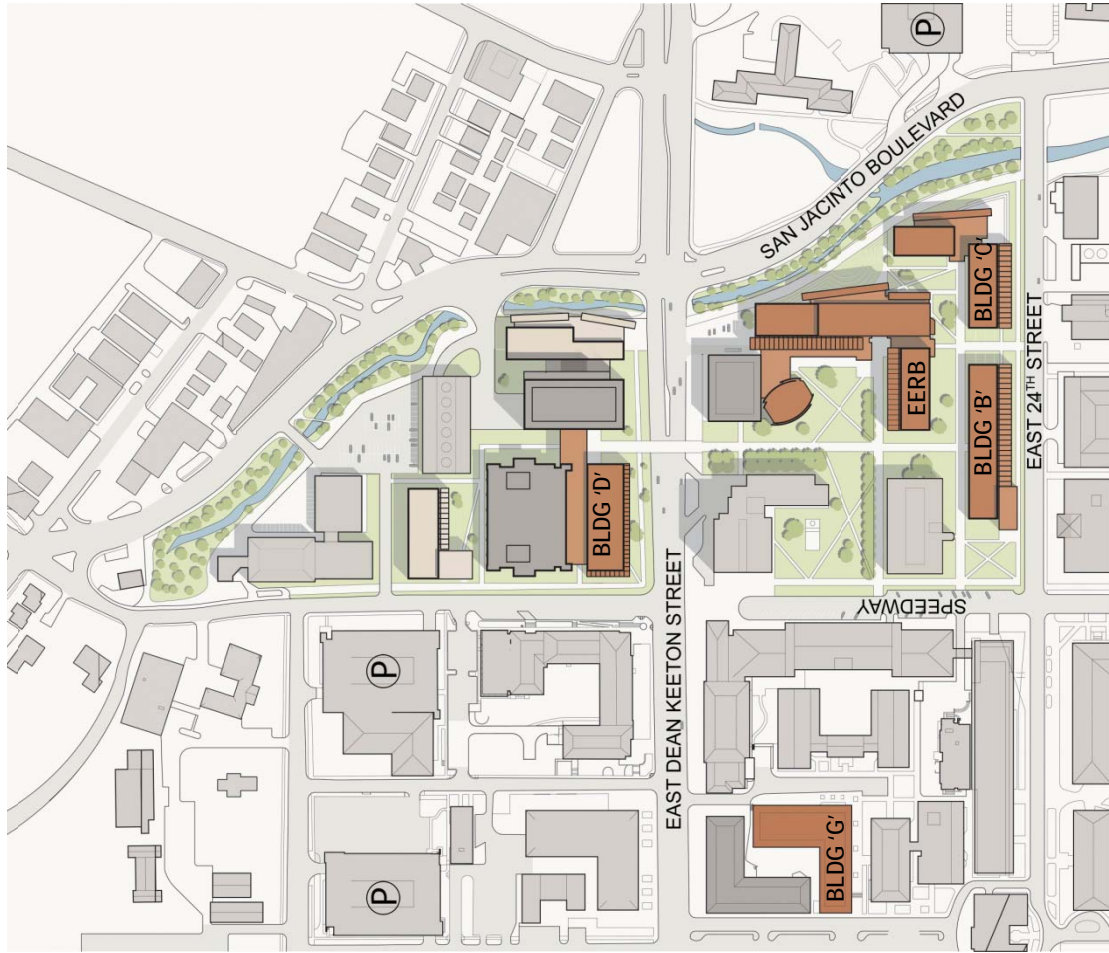 P
SAN JACINTO BOULEVARD
BLDG 'C'
EAST 24TH STREET
EERB
BLDG 'B'
BLDG 'D'
EAST DEAN KEETON STREET
SPEEDWAY
P
BLDG 'G'
P